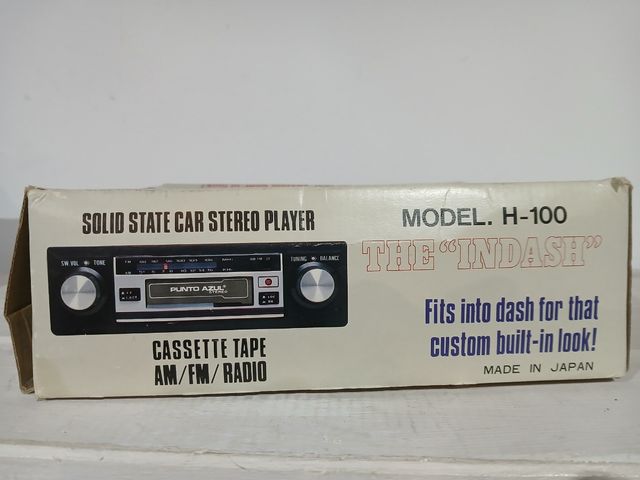 SOLID STATE CAR STEREO PLAYER
SW. VOL TONE
TUNING BALANCE
PUNTO AZUL
STEREO
CASSETTE TAPE
AM/FM/RADIO
MODEL. H-100
THE "INDASH"
Fits into dash for that
custom built-in look!
MADE IN JAPAN